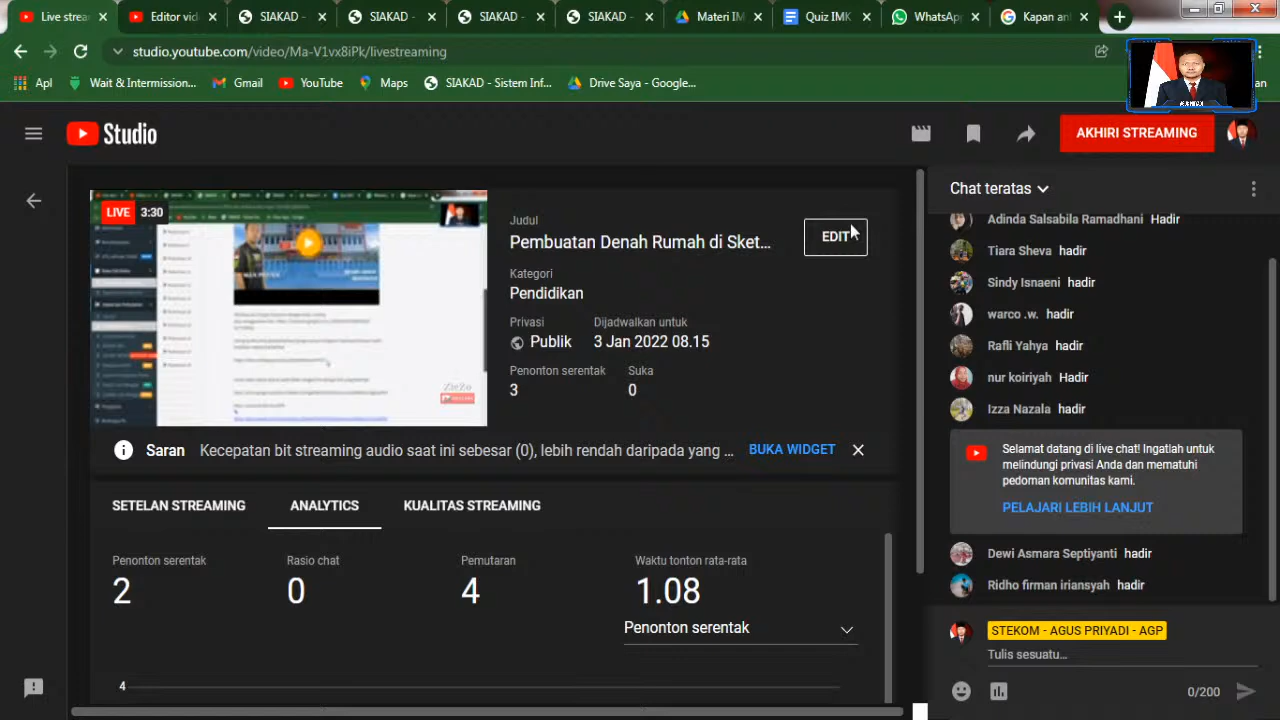 Live strea
Editor vi
SIAKAD -
SIAKAD -
SIAKAD -
SIAKAD -
Materi IM
Quiz IMK
WhatsApp
Kapan an
studio.youtube.com/video/Ma-V1vx8iPk/livestreaming
Apl
Wait & Intermission...
Gmail
YouTube
Maps
SIAKAD - Sistem Inf...
Drive Saya - Google...
Studio
AKHIRI STREAMING
LIVE 3:30
Judul
Pembuatan Denah Rumah di Sket...
EDIT
Kategori
Pendidikan
Privasi
Publik
Dijadwalkan untuk
3 Jan 2022 08.15
Penonton serentak
3
Suka
0
Saran Kecepatan bit streaming audio saat ini sebesar (0), lebih rendah daripada yang ...
BUKA WIDGET
SETELAN STREAMING
ANALYTICS
KUALITAS STREAMING
Penonton serentak
2
Rasio chat
0
Pemutaran
4
Waktu tonton rata-rata
1.08
Penonton serentak
4
Chat teratas
Adinda Salsabila Ramadhani Hadir
Tiara Sheva hadir
Sindy Isnaeni hadir
warco .w. hadir
Rafli Yahya hadir
nur koiriyah Hadir
Izza Nazala hadir
Selamat datang di live chat! Ingatlah untuk
melindungi privasi Anda dan mematuhi
pedoman komunitas kami.
PELAJARI LEBIH LANJUT
Dewi Asmara Septiyanti hadir
Ridho firman iriansyah hadir
STEKOM - AGUS PRIYADI - AGP
Tulis sesuatu...
0/200